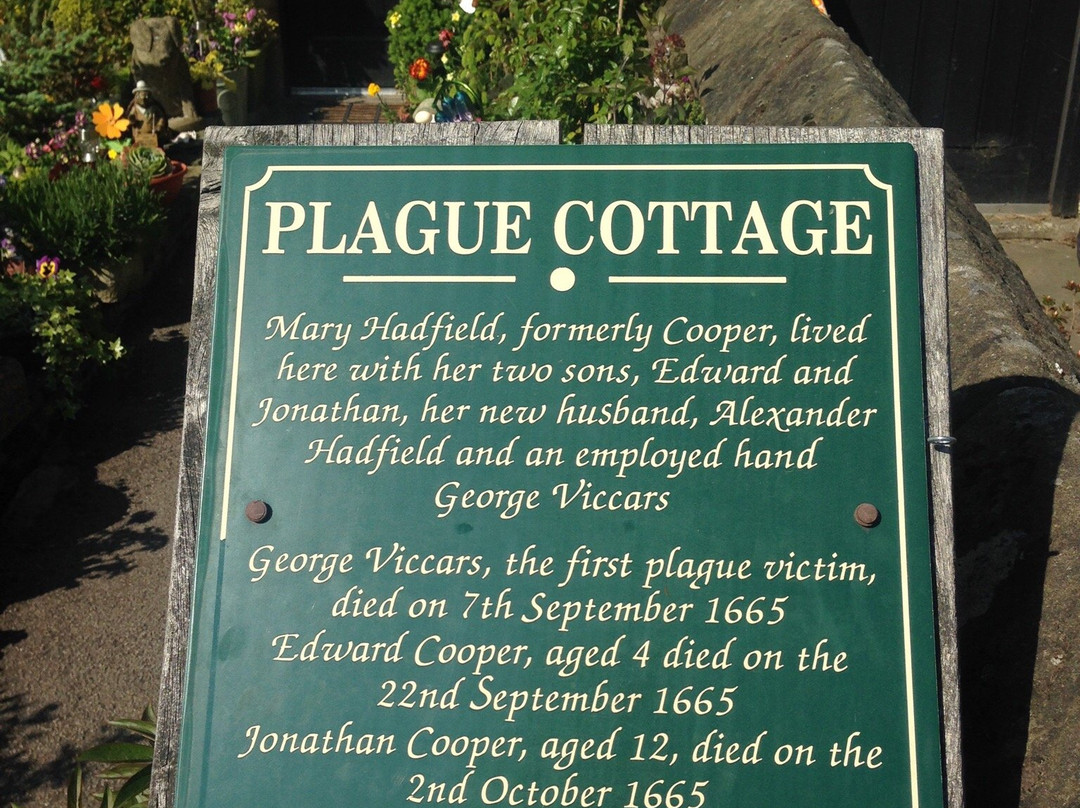 PLAGUE COTTAGE
Mary Hadfield, formerly Cooper, lived
here with her two sons, Edward and
Jonathan, her new husband, Alexander
Hadfield and an employed hand
George Viccars
George Viccars, the first plague victim,
died on 7th September 1665
Edward Cooper, aged 4 died on the
22nd September 1665
Jonathan Cooper, aged 12, died on the
2nd October 1665